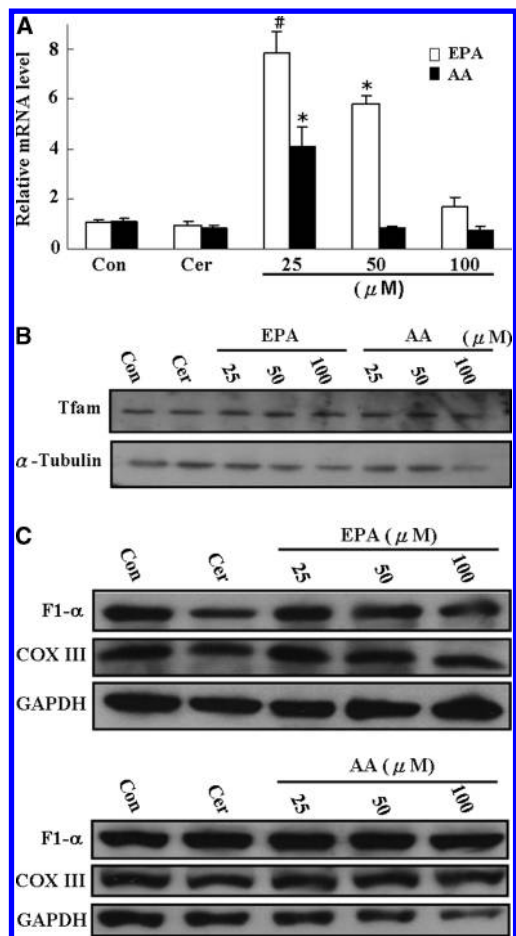 A
Relative mRNA level
8
6
4
2
0
#
*
*
EPA
AA
Con Cer 25 50 100
(μM)
B
EPA AA (μM)
Con Cer 25 50 100 25 50 100
Tfam
α-Tubulin
C
EPA (μM)
Con Cer 25 50 100
F1-α
COX III
GAPDH
AA (μM)
Con Cer 25 50 100
F1-α
COX III
GAPDH